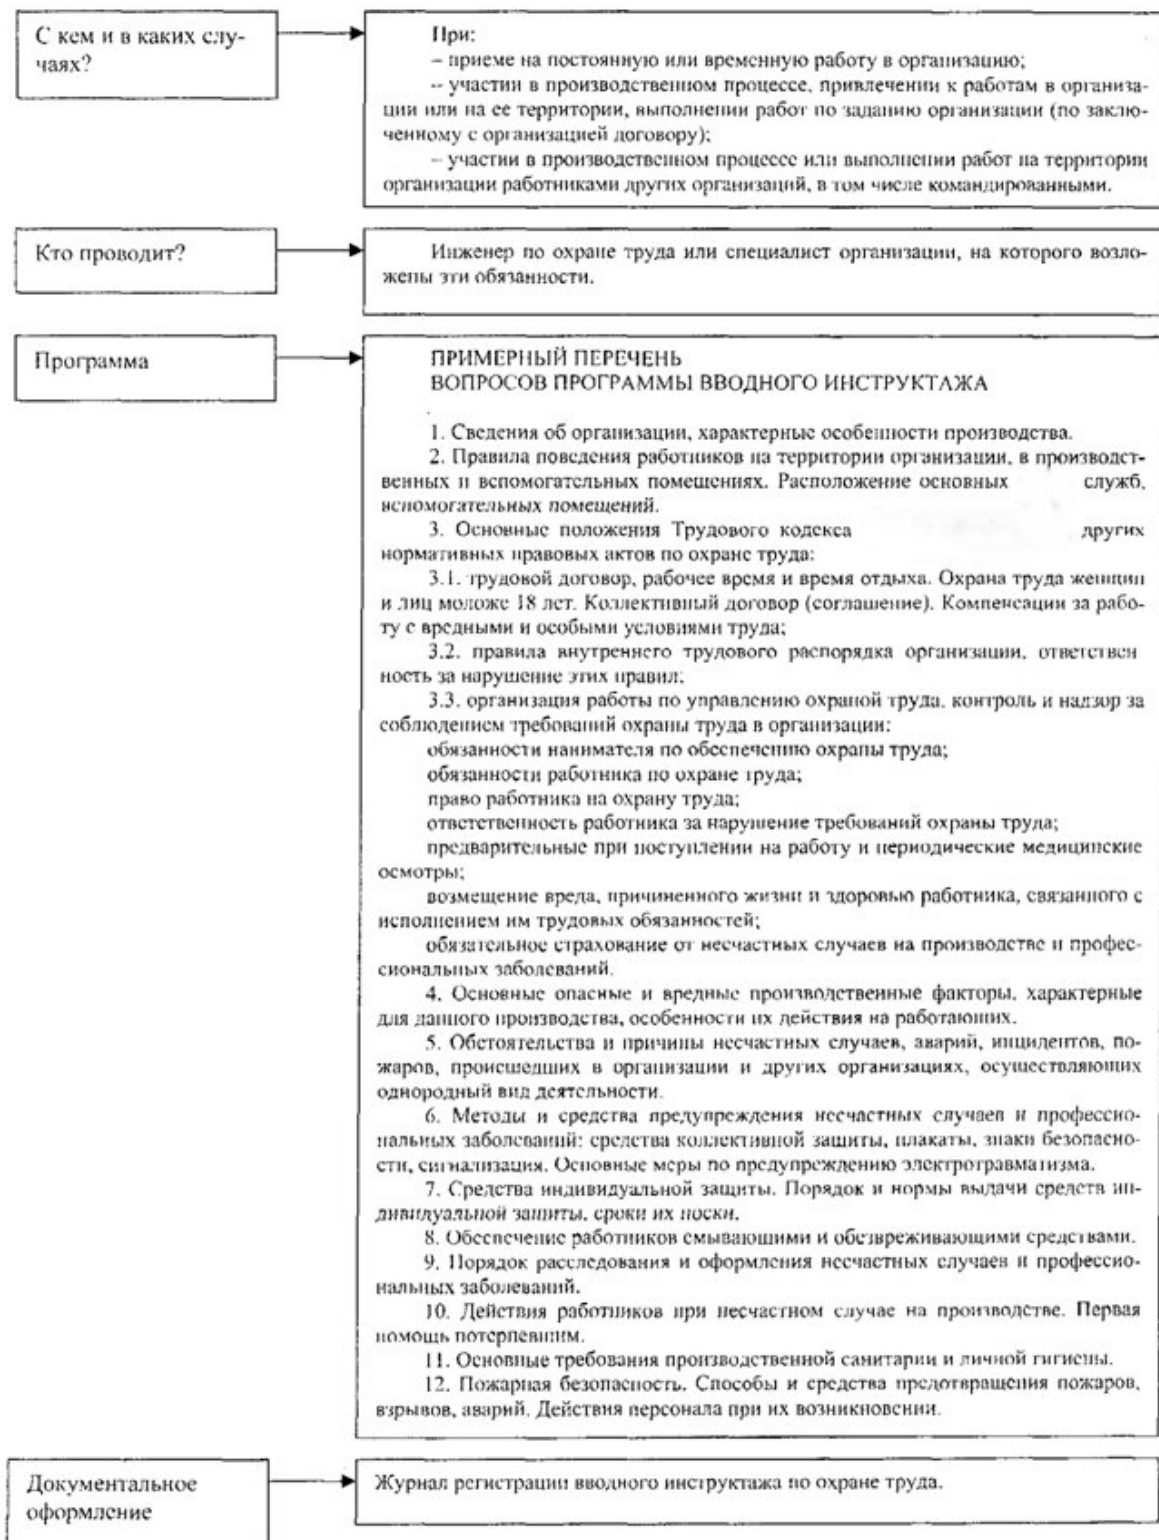 С кем и в каких слу-
чаях?
При:
– приеме на постоянную или временную работу в организацию;
– участии в производственном процессе, привлечении к работам в организа-
ции или на ее территории, выполнении работ по заданию организации (по заклю-
ченному с организацией договору);
– участии в производственном процессе или выполнении работ на территории
организации работниками других организаций, в том числе командированными.
Кто проводит?
Инженер по охране труда или специалист организации, на которого возло-
жены эти обязанности.
Программа
ПРИМЕРНЫЙ ПЕРЕЧЕНЬ
ВОПРОСОВ ПРОГРАММЫ ВВОДНОГО ИНСТРУКТАЖА
1. Сведения об организации, характерные особенности производства.
2. Правила поведения работников на территории организации, в производст-
венных и вспомогательных помещениях. Расположение основных служб,
вспомогательных помещений.
3. Основные положения Трудового кодекса других
нормативных правовых актов по охране труда:
3.1. трудовой договор, рабочее время и время отдыха. Охрана труда женщин
и лиц моложе 18 лет. Коллективный договор (соглашение). Компенсации за рабо-
ту с вредными и особыми условиями труда;
3.2. правила внутреннего трудового распорядка организации, ответствен
ность за нарушение этих правил;
3.3. организация работы по управлению охраной труда, контроль и надзор за
соблюдением требований охраны труда в организации:
обязанности нанимателя по обеспечению охраны труда;
обязанности работника по охране труда;
право работника на охрану труда;
ответственность работника за нарушение требований охраны труда;
предварительные при поступлении на работу и периодические медицинские
осмотры;
возмещение вреда, причиненного жизни и здоровью работника, связанного с
исполнением им трудовых обязанностей;
обязательное страхование от несчастных случаев на производстве и профес-
сиональных заболеваний.
4. Основные опасные и вредные производственные факторы, характерные
для данного производства, особенности их действия на работающих.
5. Обстоятельства и причины несчастных случаев, аварий, инцидентов, по-
жаров, происшедших в организации и других организациях, осуществляющих
однородный вид деятельности.
6. Методы и средства предупреждения несчастных случаев и профессио-
нальных заболеваний: средства коллективной защиты, плакаты, знаки безопасно-
сти, сигнализация. Основные меры по предупреждению электротравматизма.
7. Средства индивидуальной защиты. Порядок и нормы выдачи средств ин-
дивидуальной защиты, сроки их носки.
8. Обеспечение работников смывающими и обезвреживающими средствами.
9. Порядок расследования и оформления несчастных случаев и профессио-
нальных заболеваний.
10. Действия работников при несчастном случае на производстве. Первая
помощь потерпевшим.
11. Основные требования производственной санитарии и личной гигиены.
12. Пожарная безопасность. Способы и средства предотвращения пожаров,
взрывов, аварий. Действия персонала при их возникновении.
Документальное
оформление
Журнал регистрации вводного инструктажа по охране труда.